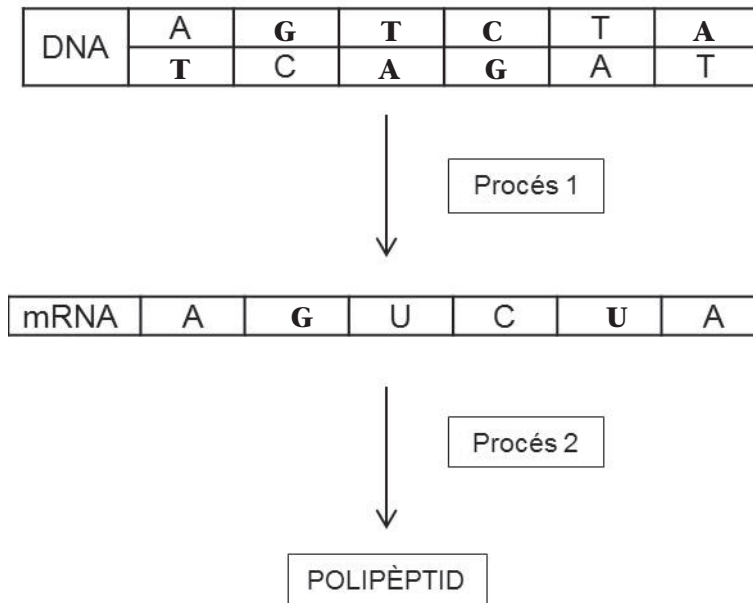 DNA A G T C T A
T C A G A T
Procés 1
mRNA A G U C U A
Procés 2
POLIPÈPTID